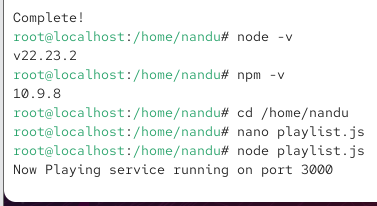 Complete!
root@localhost:/home/nandu# node -v
v22.23.2
root@localhost:/home/nandu# npm -v
10.9.8
root@localhost:/home/nandu# cd /home/nandu
root@localhost:/home/nandu# nano playlist.js
root@localhost:/home/nandu# node playlist.js
Now Playing service running on port 3000